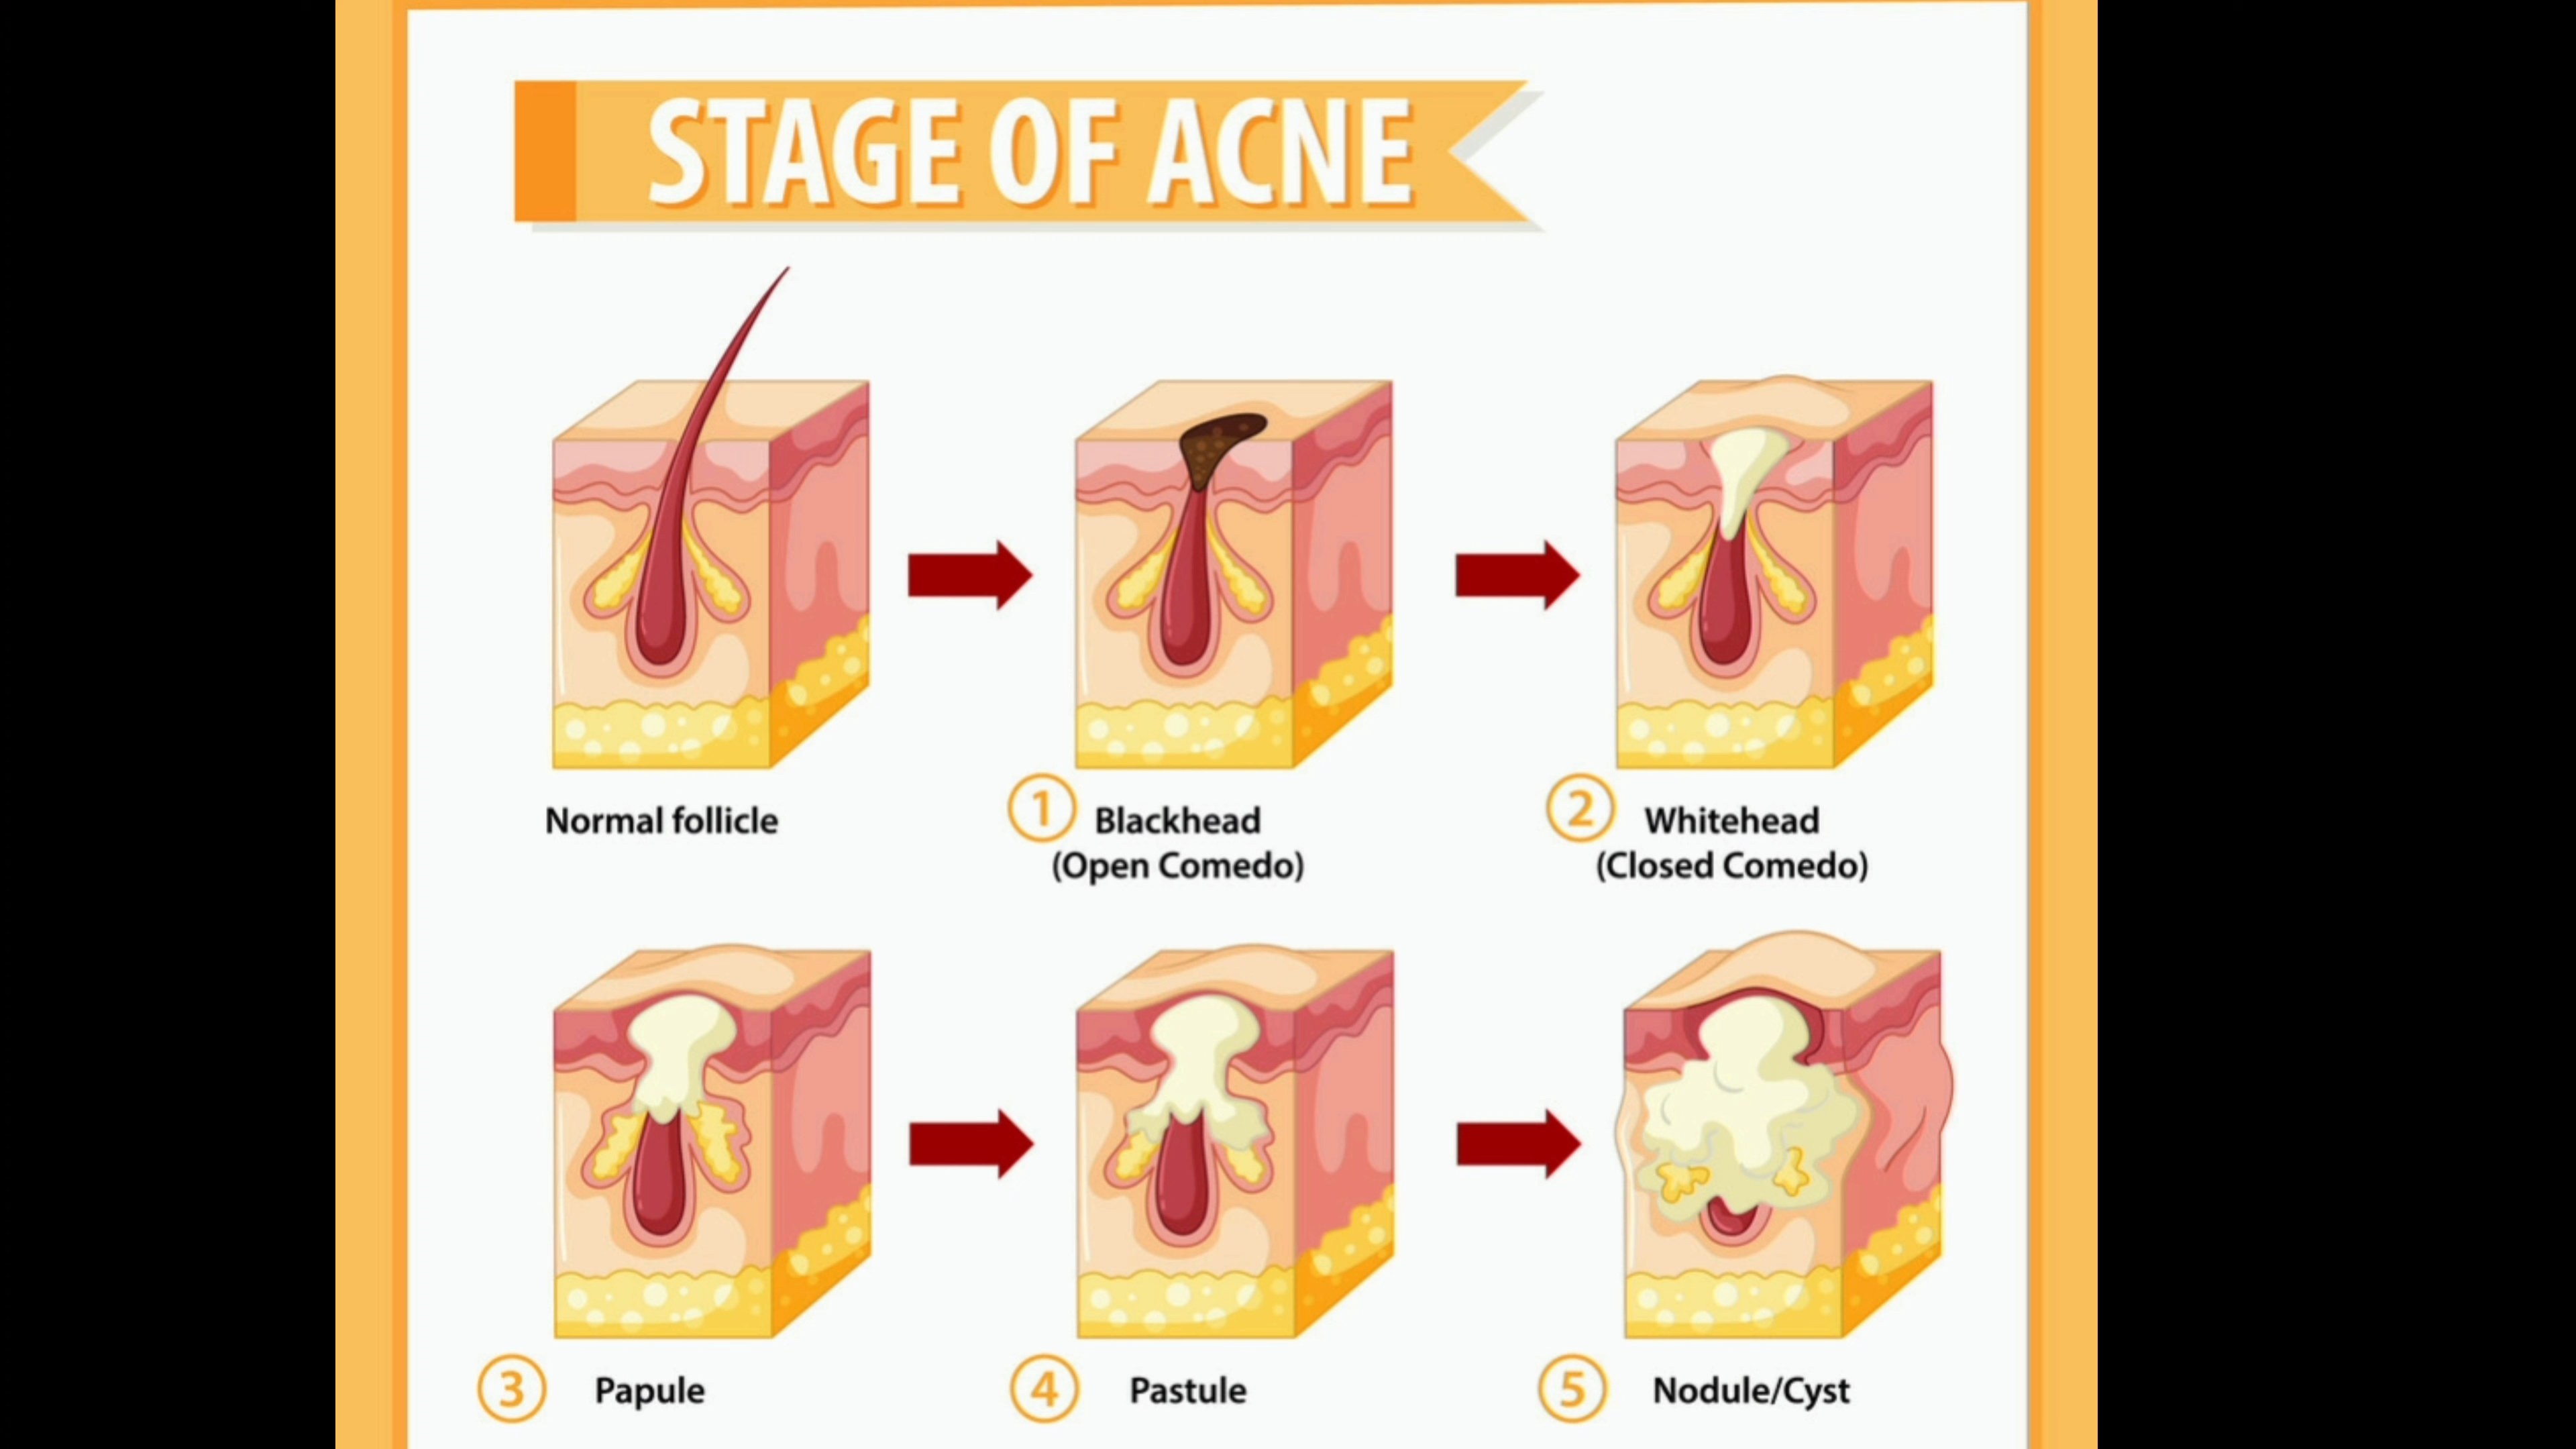 STAGE OF ACNE
Normal follicle
1 Blackhead
(Open Comedo)
2 Whitehead
(Closed Comedo)
3 Papule
4 Pastule
5 Nodule/Cyst